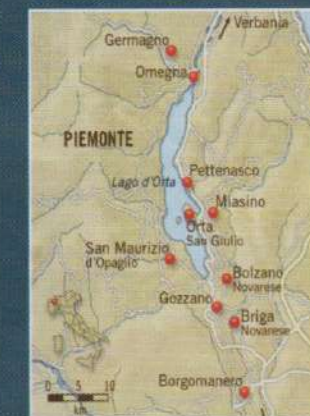 Verbania
Germagno
Omegna
PIEMONTE
Pettenasco
Lago d'Orta
Miasino
Orta
San Giulio
San Maurizio
d'Opaglio
Bolzano
Novarese
Gozzano
Briga
Novarese
Borgomanero
0 5 10
km